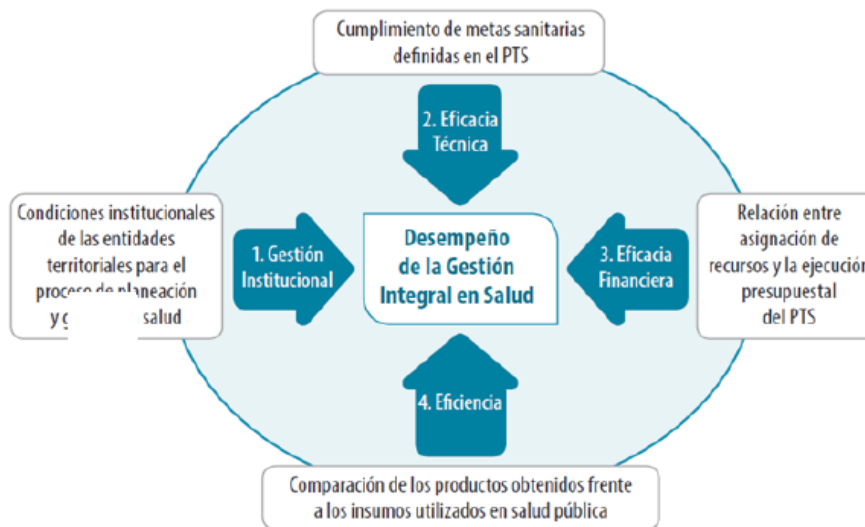 Cumplimiento de metas sanitarias
definidas en el PTS
2. Eficacia
Técnica
Condiciones institucionales
de las entidades
territoriales para el
proceso de planeación
y salud
1. Gestión
Institucional
Desempeño
de la Gestión
Integral en Salud
3. Eficacia
Financiera
Relación entre
asignación de
recursos y la ejecución
presupuestal
del PTS
4. Eficiencia
Comparación de los productos obtenidos frente
a los insumos utilizados en salud pública